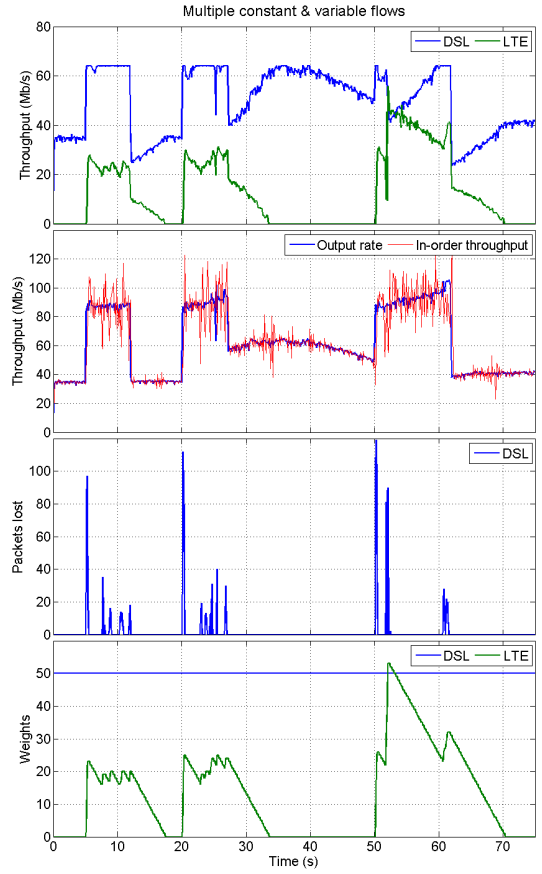 Multiple constant & variable flows
Throughput (Mb/s)
80
60
40
20
0
DSL LTE
Throughput (Mb/s)
120
100
80
60
40
20
0
Output rate In-order throughput
Packets lost
100
80
60
40
20
0
DSL
Weights
50
40
30
20
10
0
DSL LTE
0 10 20 30 40 50 60 70
Time (s)